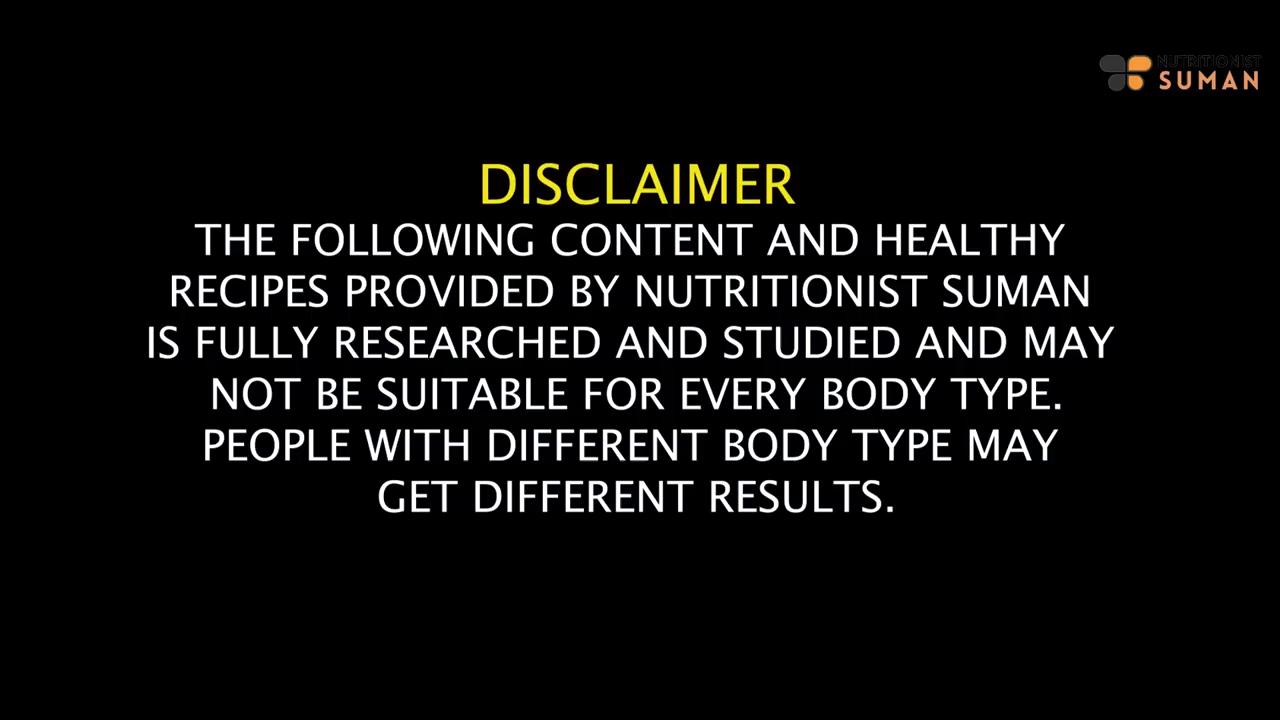 NUTRITIONIST
SUMAN
DISCLAIMER
THE FOLLOWING CONTENT AND HEALTHY
RECIPES PROVIDED BY NUTRITIONIST SUMAN
IS FULLY RESEARCHED AND STUDIED AND MAY
NOT BE SUITABLE FOR EVERY BODY TYPE.
PEOPLE WITH DIFFERENT BODY TYPE MAY
GET DIFFERENT RESULTS.